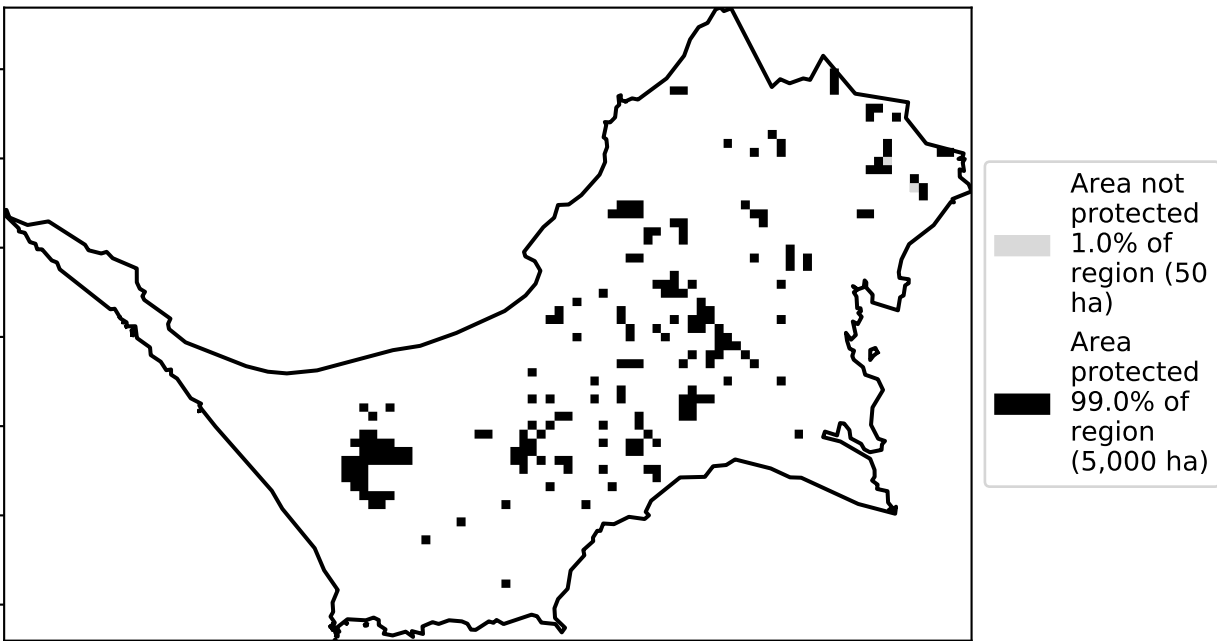 Area not
protected
1.0% of
region (50
ha)
Area
protected
99.0% of
region
(5,000 ha)